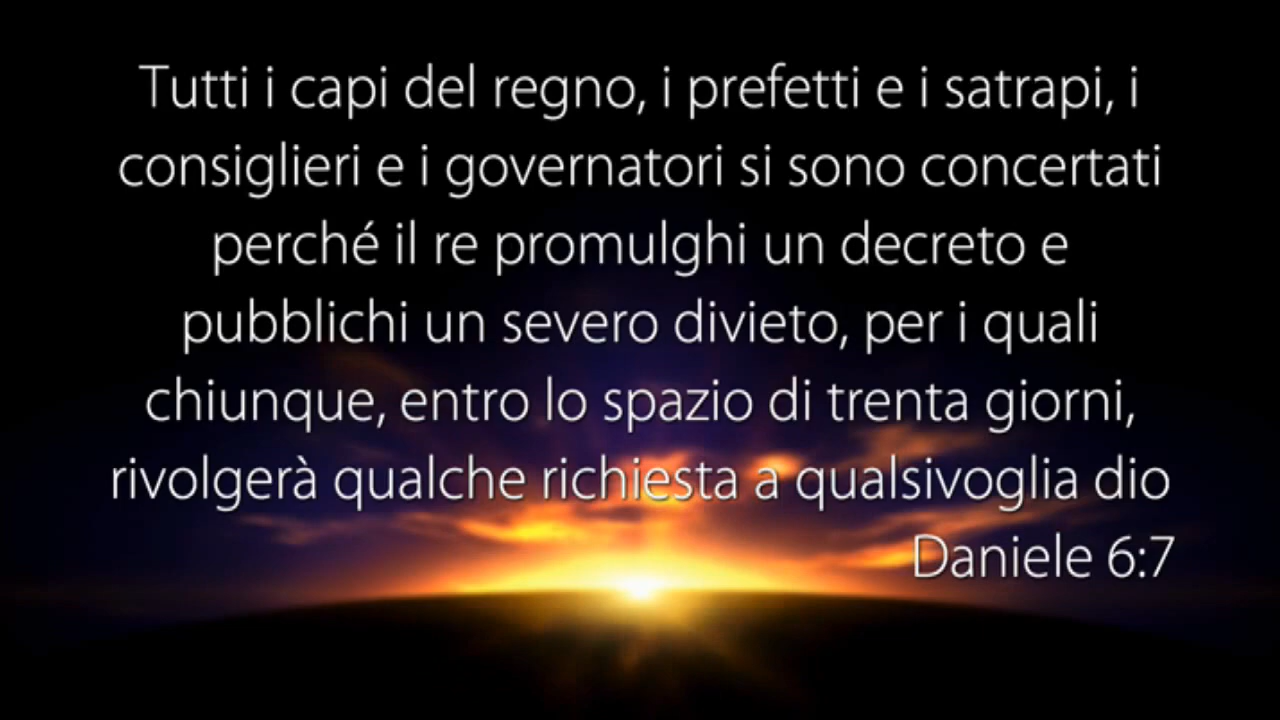 Tutti i capi del regno, i prefetti e i satrapi, i
consiglieri e i governatori si sono concertati
perché il re promulghi un decreto e
pubblichi un severo divieto, per i quali
chiunque, entro lo spazio di trenta giorni,
rivolgerà qualche richiesta a qualsivoglia dio
Daniele 6:7